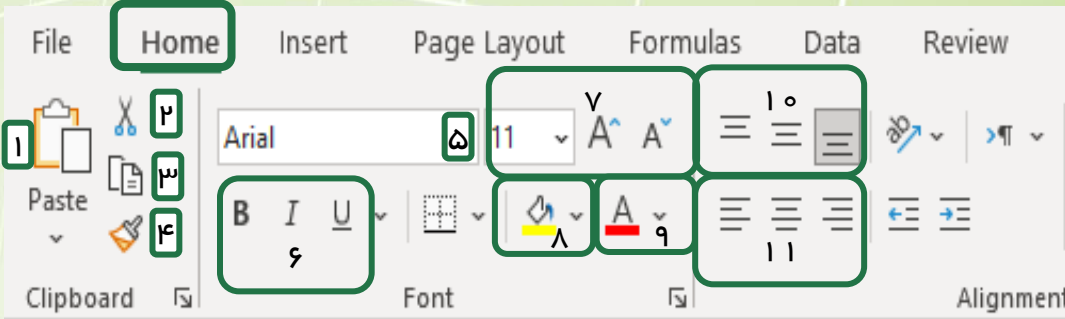 File Home Insert Page Layout Formulas Data Review
۱ Paste ۲ ۳ ۴
Arial ۵ 11 ۷ A A ۱۰ ab
B I U ۶ ۸ A ۹ ۱۱
Clipboard Font Alignment